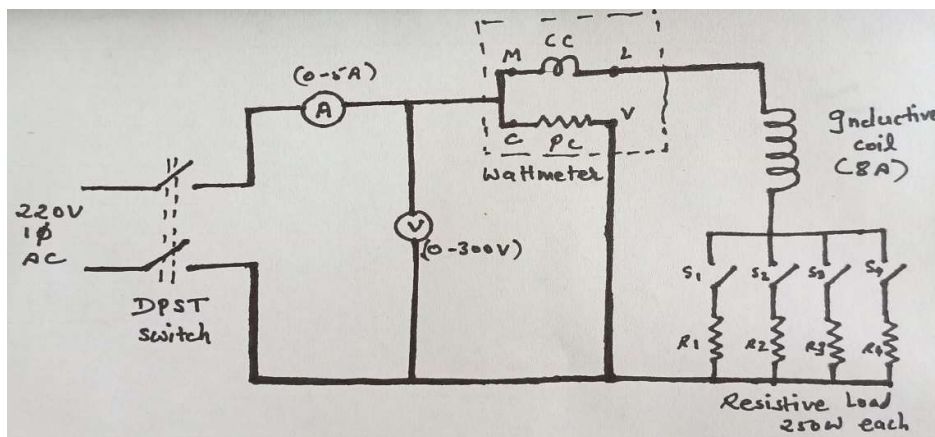 (0-5A)
A
M
CC
L
C
PC
V
Wattmeter
Inductive
coil
(8A)
220V
1φ
AC
V
(0-300V)
DPST
switch
S1
S2
S3
S4
R1
R2
R3
R4
Resistive Load
250W each